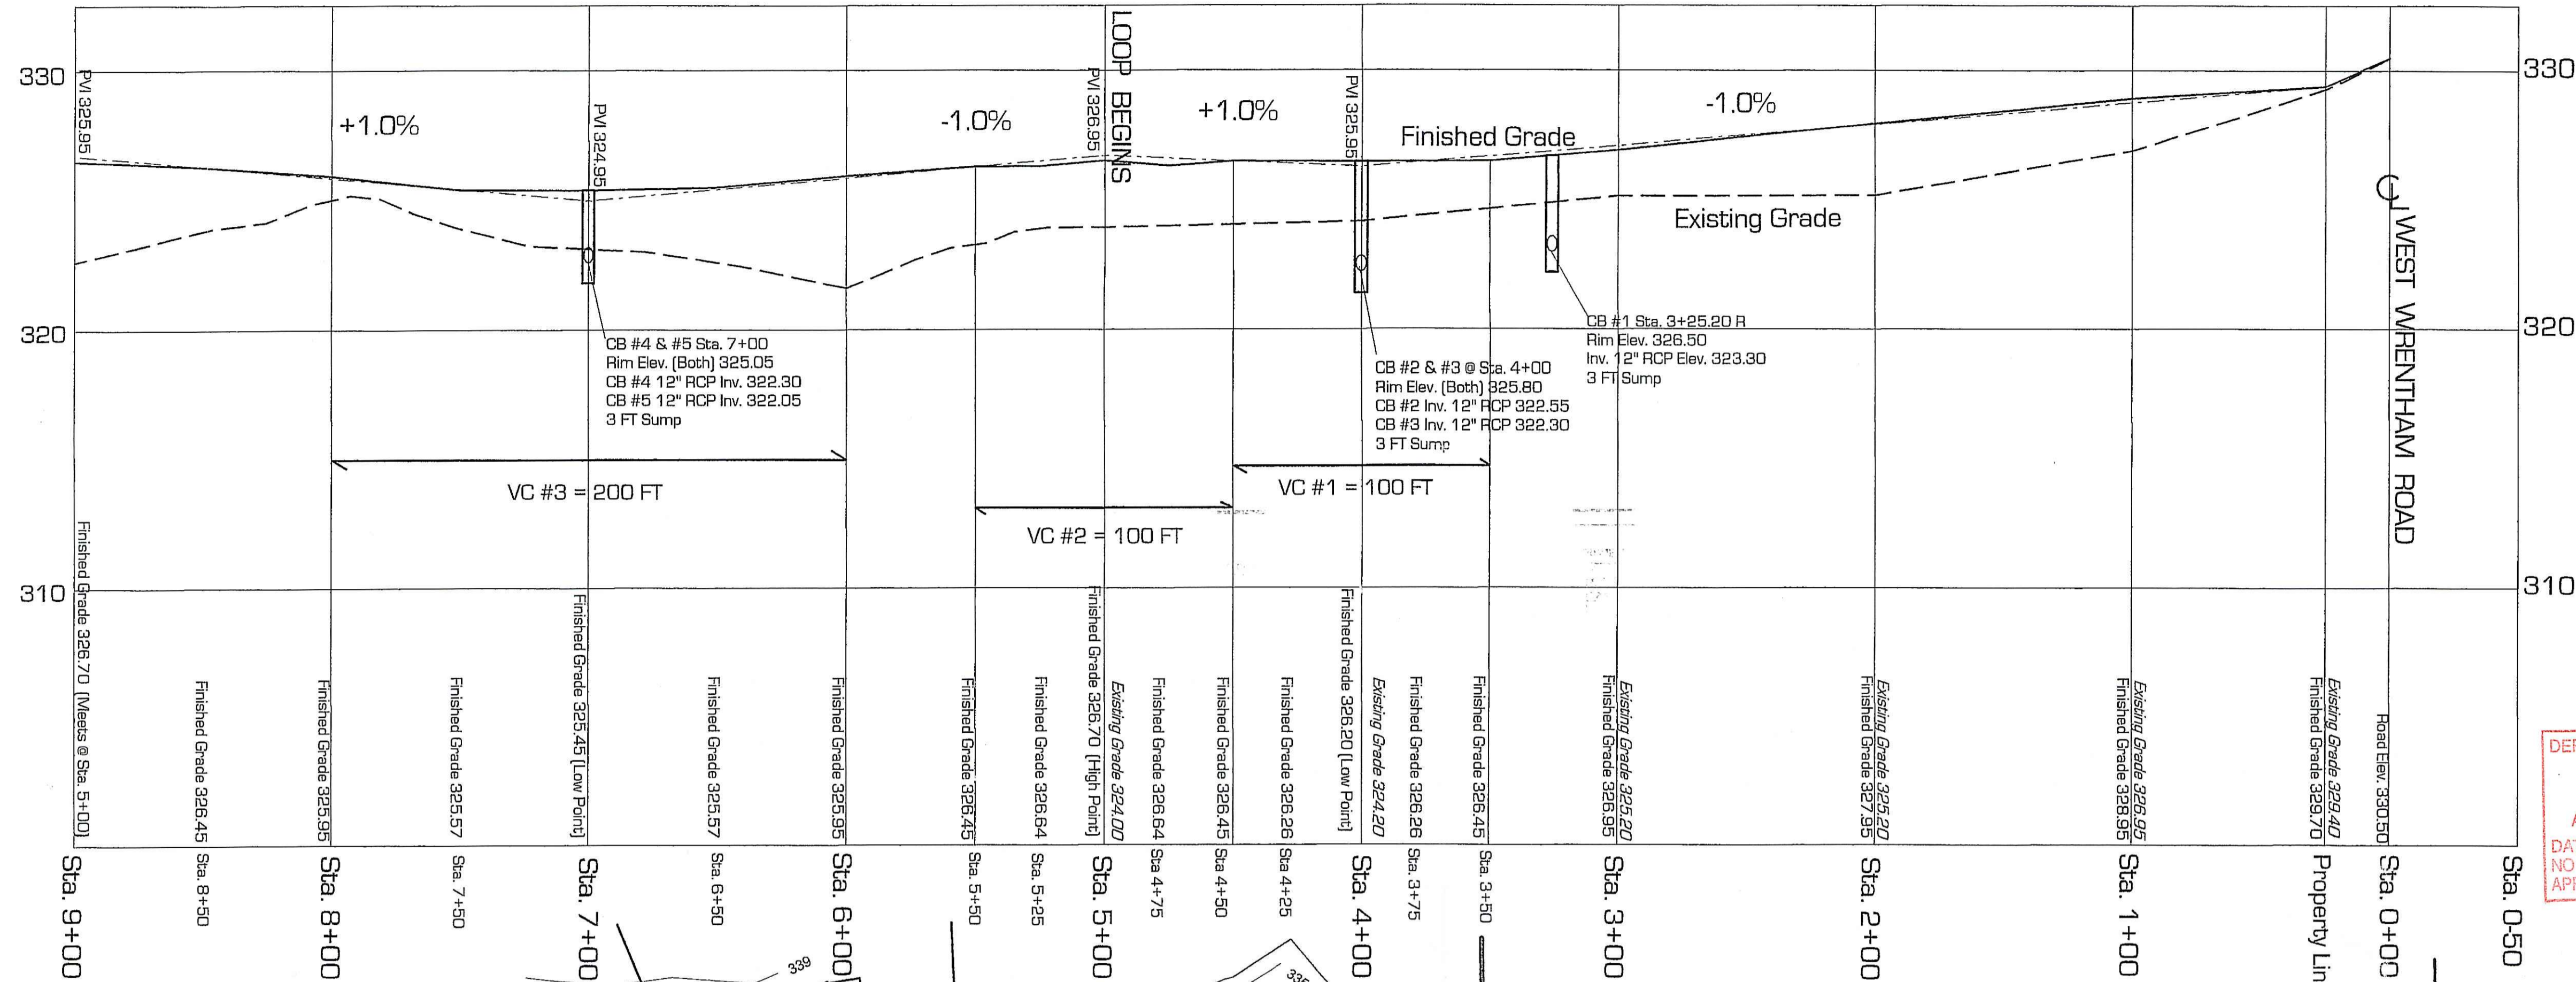 330
330
320
320
310
310
PVI 325.95
+1.0%
PVI 324.95
-1.0%
PVI 326.95
LOOP BEGINS
+1.0%
PVI 325.95
Finished Grade
-1.0%
Existing Grade
WEST WRENTHAM ROAD
CB #4 & #5 Sta. 7+00
Rim Elev. (Both) 325.05
CB #4 12" RCP Inv. 322.30
CB #5 12" RCP Inv. 322.05
3 FT Sump
CB #2 & #3 @ Sta. 4+00
Rim Elev. (Both) 325.80
CB #2 Inv. 12" RCP 322.55
CB #3 Inv. 12" RCP 322.30
3 FT Sump
CB #1 Sta. 3+25.20 R
Rim Elev. 326.50
Inv. 12" RCP Elev. 323.30
3 FT Sump
VC #3 = 200 FT
VC #2 = 100 FT
VC #1 = 100 FT
Finished Grade 326.70 (Meets @ Sta. 5+00)
Finished Grade 326.45
Finished Grade 325.95
Finished Grade 325.57
Finished Grade 325.45 (Low Point)
Finished Grade 325.57
Finished Grade 325.95
Finished Grade 326.45
Finished Grade 326.64
Finished Grade 326.70 (High Point)
Existing Grade 324.00
Finished Grade 326.64
Finished Grade 326.45
Finished Grade 326.26
Finished Grade 326.20 (Low Point)
Existing Grade 324.20
Finished Grade 326.26
Finished Grade 326.45
Finished Grade 326.95
Existing Grade 325.20
Finished Grade 327.95
Existing Grade 325.20
Finished Grade 328.95
Existing Grade 326.95
Finished Grade 329.70
Existing Grade 329.40
Road Elev. 330.50
Sta. 9+00
Sta. 8+50
Sta. 8+00
Sta. 7+50
Sta. 7+00
Sta. 6+50
Sta. 6+00
Sta. 5+50
Sta. 5+25
Sta. 5+00
Sta 4+75
Sta 4+50
Sta 4+25
Sta. 4+00
Sta. 3+75
Sta. 3+50
Sta. 3+00
Sta. 2+00
Sta. 1+00
Property Lin
Sta. 0+00
Sta. 0-50
339